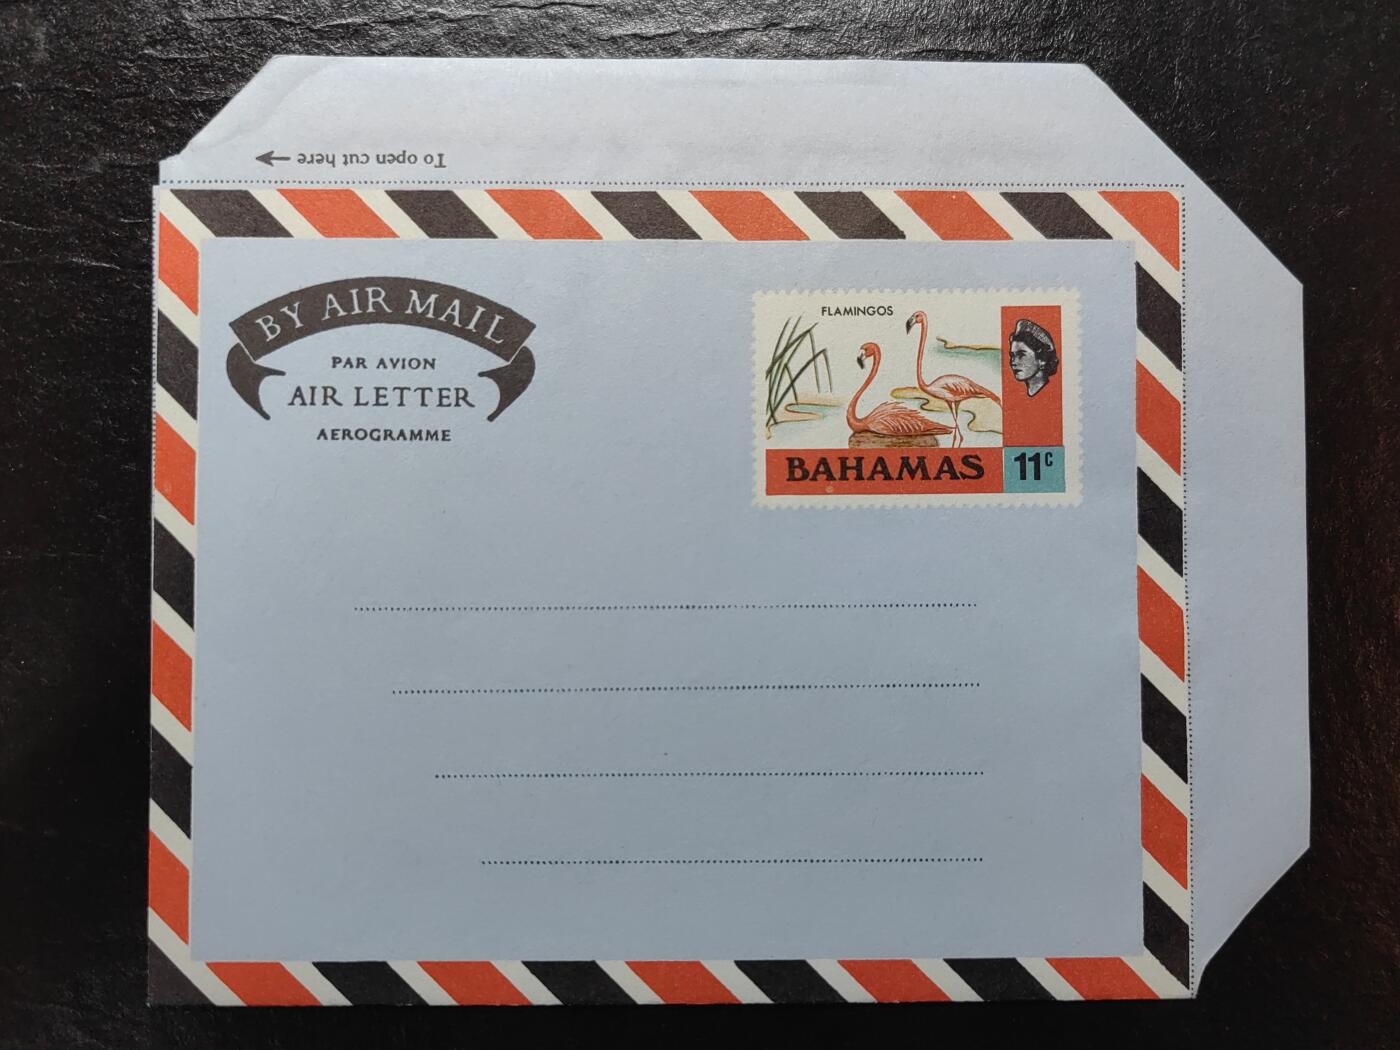 To open cut here
BY AIR MAIL
PAR AVION
AIR LETTER
AEROGRAMME
FLAMINGOS
BAHAMAS 11c